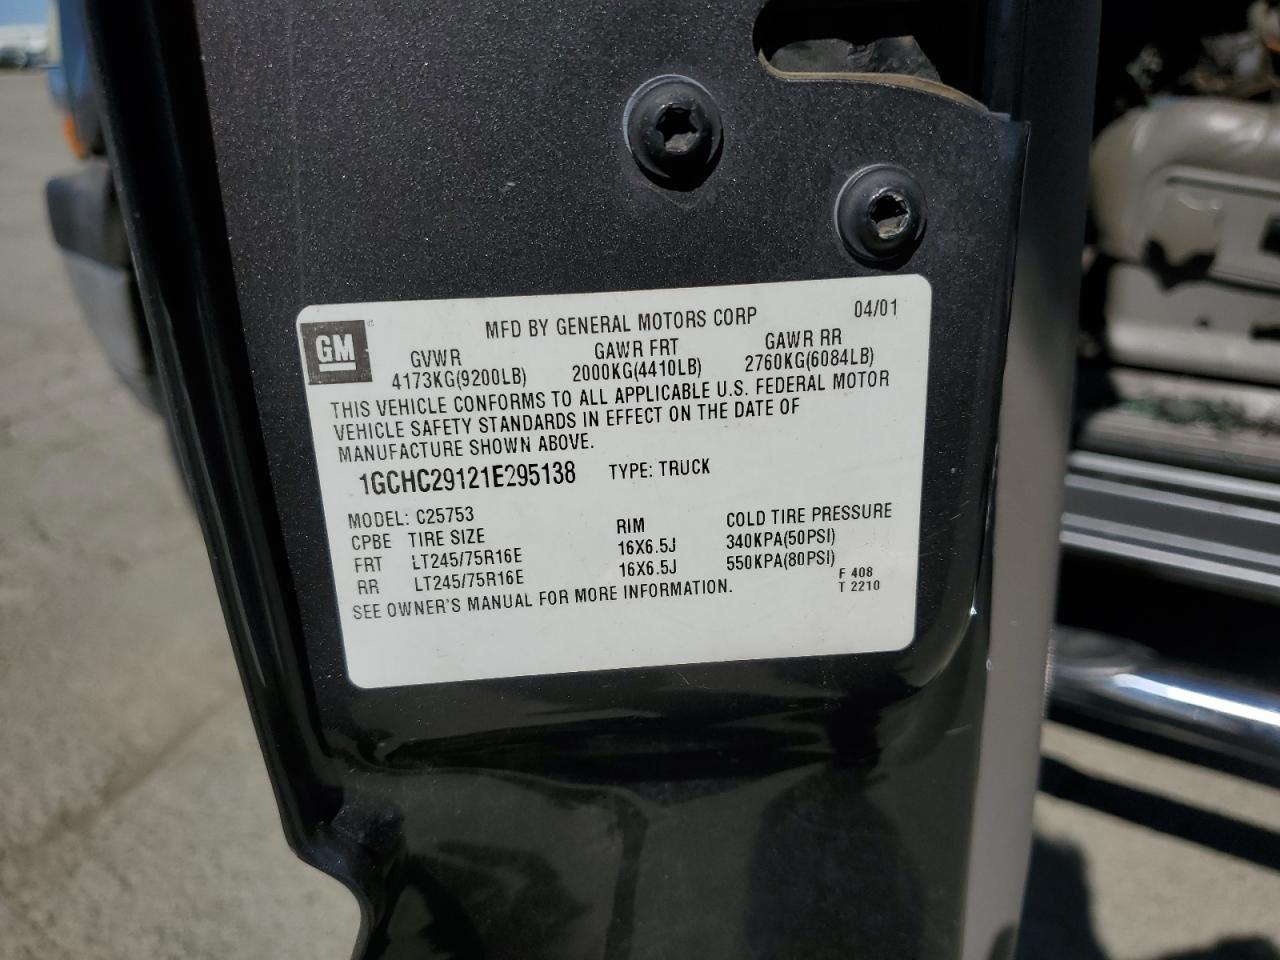 MFD BY GENERAL MOTORS CORP 04/01
GM
GVWR GAWR FRT GAWR RR
4173KG(9200LB) 2000KG(4410LB) 2760KG(6084LB)
THIS VEHICLE CONFORMS TO ALL APPLICABLE U.S. FEDERAL MOTOR
VEHICLE SAFETY STANDARDS IN EFFECT ON THE DATE OF
MANUFACTURE SHOWN ABOVE.
1GCHC29121E295138 TYPE: TRUCK
MODEL: C25753
CPBE TIRE SIZE RIM COLD TIRE PRESSURE
FRT LT245/75R16E 16X6.5J 340KPA(50PSI)
RR LT245/75R16E 16X6.5J 550KPA(80PSI)
SEE OWNER'S MANUAL FOR MORE INFORMATION.
F 408
T 2210